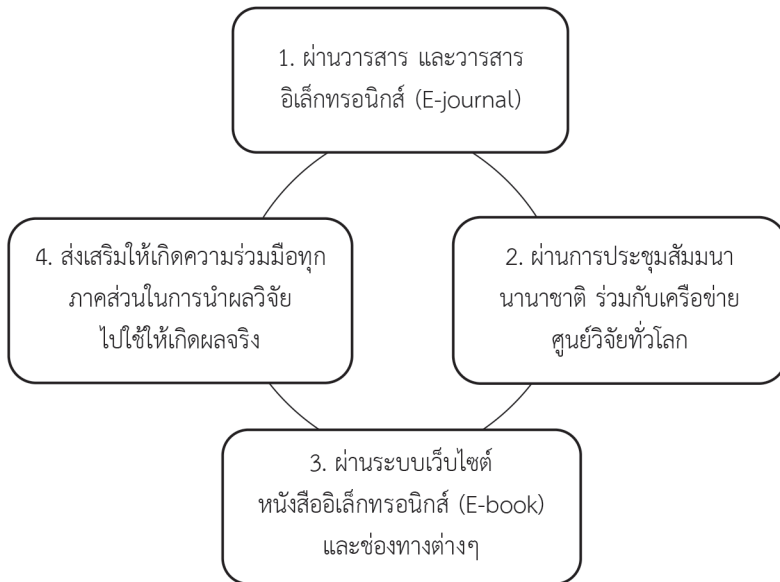 1. ผ่านวารสาร และวารสาร
อิเล็กทรอนิกส์ (E-journal)
2. ผ่านการประชุมสัมมนา
นานาชาติ ร่วมกับเครือข่าย
ศูนย์วิจัยทั่วโลก
3. ผ่านระบบเว็บไซต์
หนังสืออิเล็กทรอนิกส์ (E-book)
และช่องทางต่างๆ
4. ส่งเสริมให้เกิดความร่วมมือทุก
ภาคส่วนในการนำผลวิจัย
ไปใช้ให้เกิดผลจริง